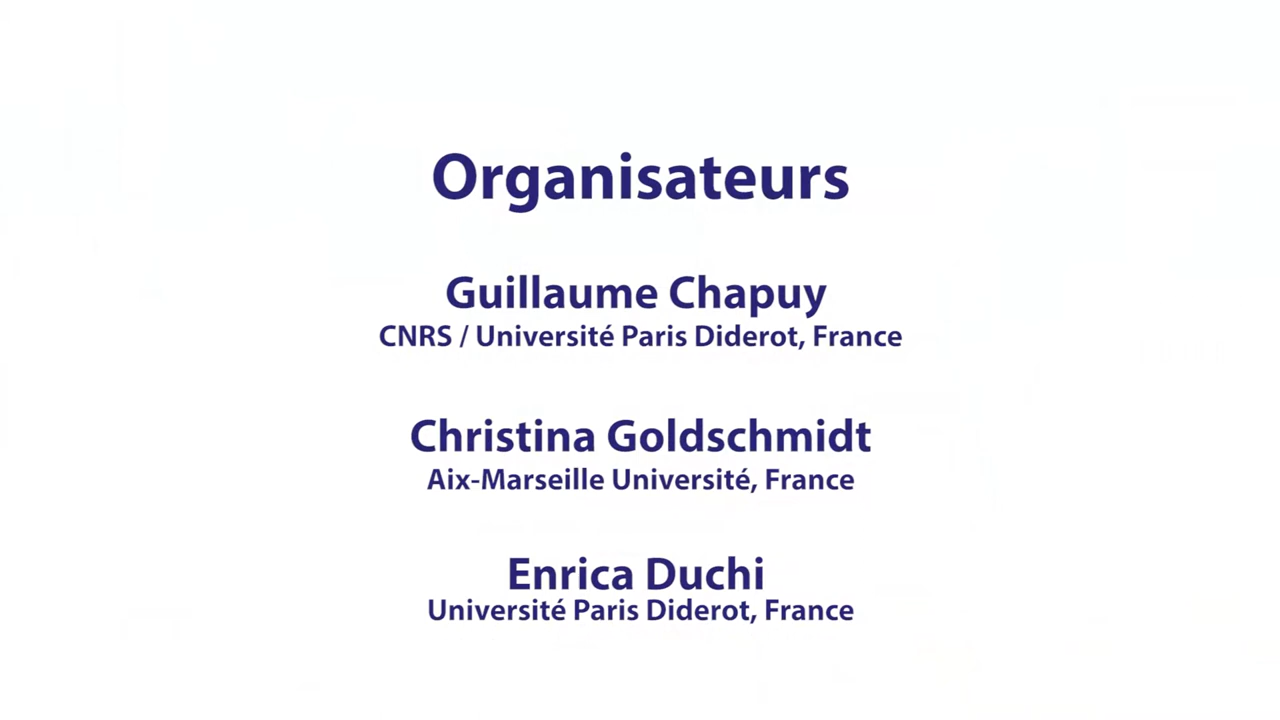 Organisateurs
Guillaume Chapuy
CNRS / Université Paris Diderot, France
Christina Goldschmidt
Aix-Marseille Université, France
Enrica Duchi
Université Paris Diderot, France